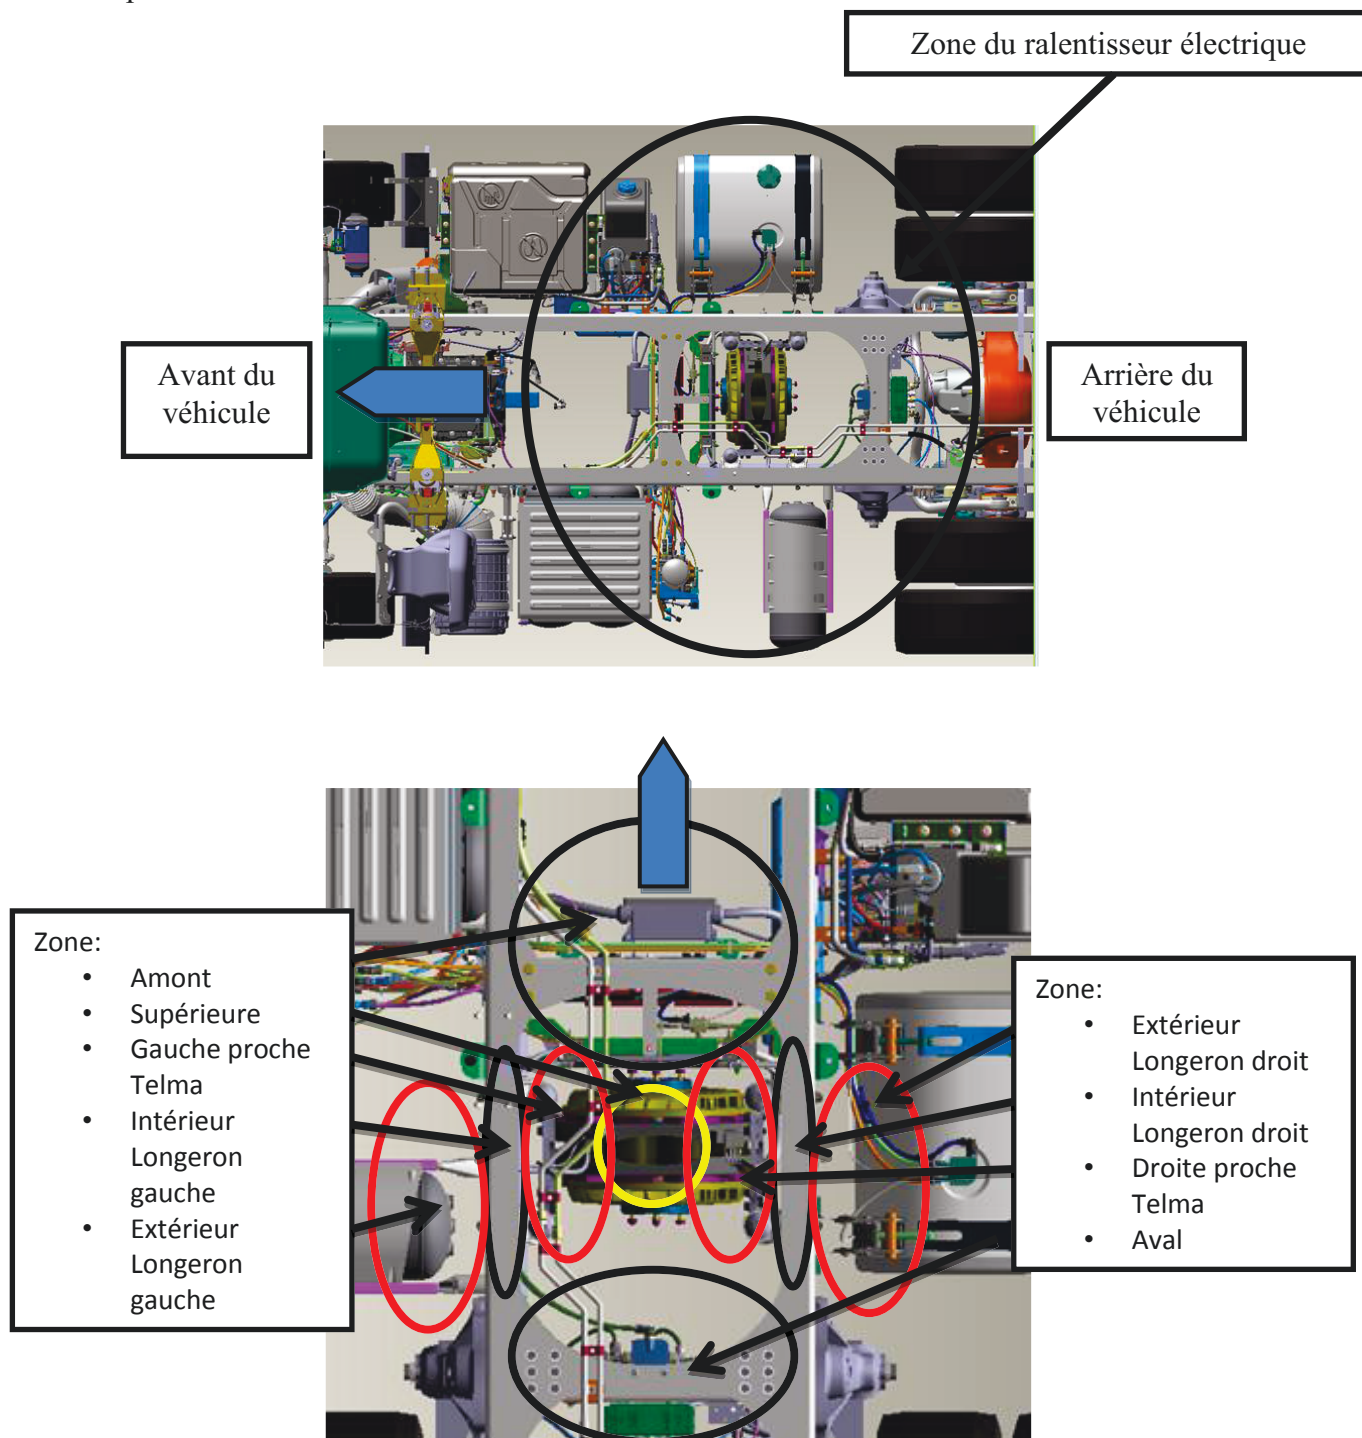 Zone du ralentisseur électrique
Avant du
véhicule
Arrière du
véhicule
Zone:
• Amont
• Supérieure
• Gauche proche
Telma
• Intérieur
Longeron
gauche
• Extérieur
Longeron
gauche
Zone:
• Extérieur
Longeron droit
• Intérieur
Longeron droit
• Droite proche
Telma
• Aval